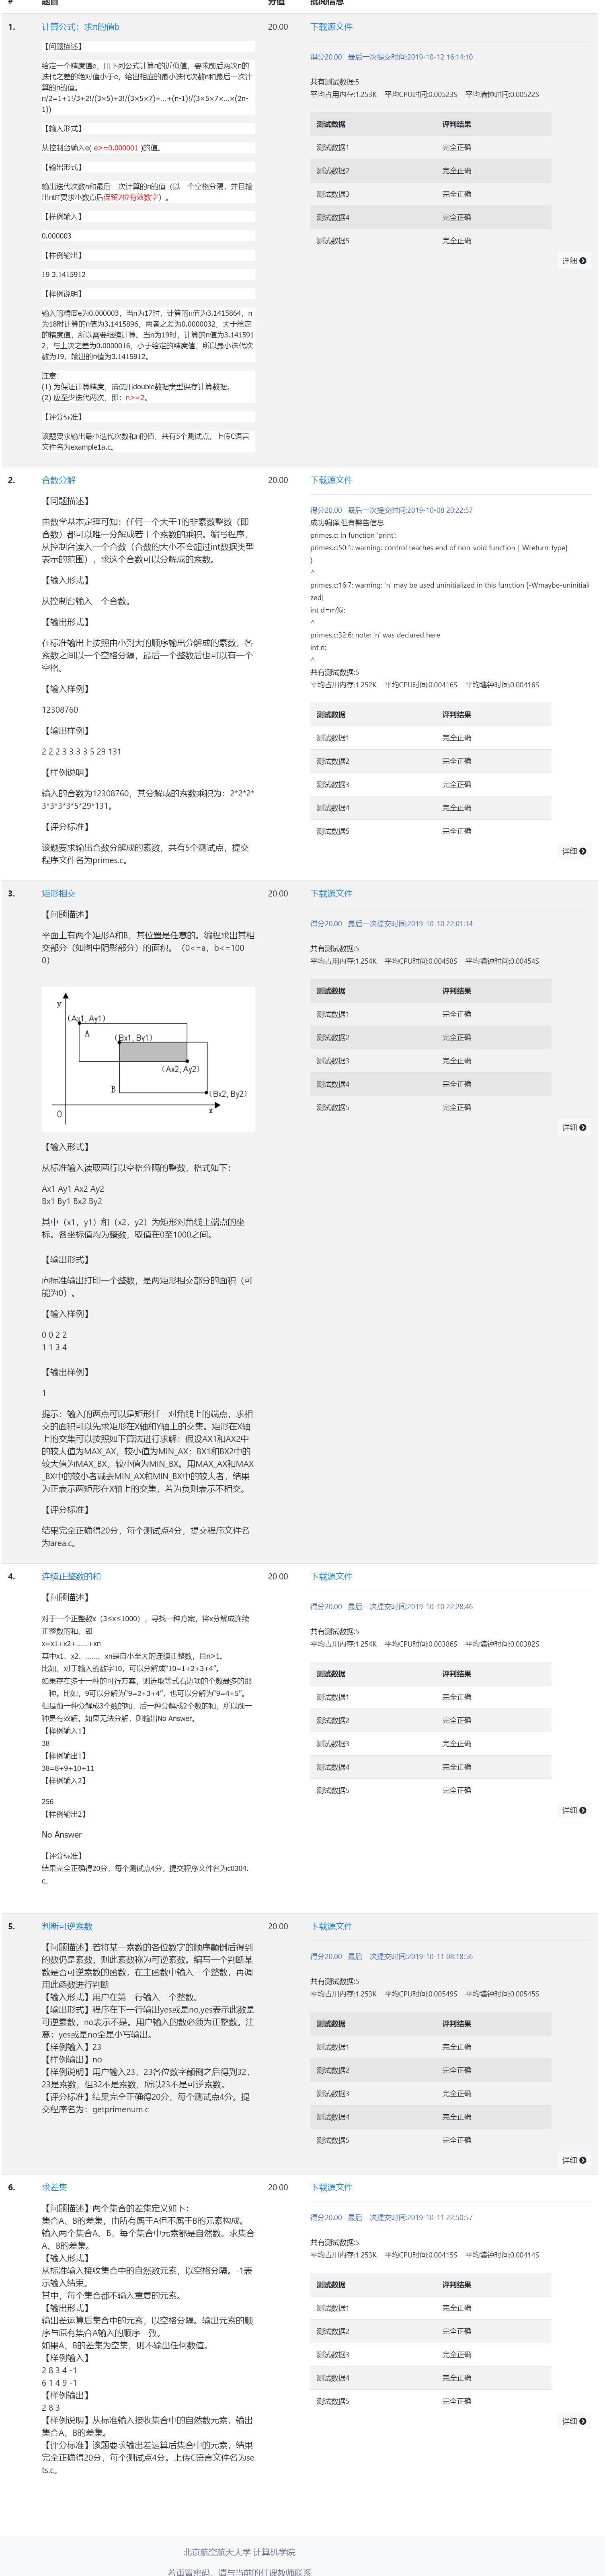 # 题目 分值 批阅信息
1. 计算公式：求π的值b 20.00 下载源文件
得分20.00 最后一次提交时间:2019-10-12 16:14:10
共有测试数据:5
平均占用内存:1.253K 平均CPU时间:0.00523S 平均墙钟时间:0.00522S
测试数据 评判结果
测试数据1 完全正确
测试数据2 完全正确
测试数据3 完全正确
测试数据4 完全正确
测试数据5 完全正确
详细
【问题描述】
给定一个精度值e，用下列公式计算π的近似值，要求前后两次π的
迭代之差的绝对值小于e，给出相应的最小迭代次数n和最后一次计
算的π的值。
π/2=1+1!/3+2!/(3×5)+3!/(3×5×7)+…+(n-1)!/(3×5×7×…×(2n-
1))
【输入形式】
从控制台输入e( e>=0.000001 )的值。
【输出形式】
输出迭代次数n和最后一次计算的π的值（以一个空格分隔，并且输
出π时要求小数点后保留7位有效数字）。
【样例输入】
0.000003
【样例输出】
19 3.1415912
【样例说明】
输入的精度e为0.000003，当n为17时，计算的π值为3.1415864，n
为18时计算的π值为3.1415896，两者之差为0.0000032，大于给定
的精度值，所以需要继续计算。当n为19时，计算的π值为3.141591
2，与上次之差为0.0000016，小于给定的精度值，所以最小迭代次
数为19，输出的π值为3.1415912。
注意：
(1) 为保证计算精度，请使用double数据类型保存计算数据。
(2) 应至少迭代两次，即：n>=2。
【评分标准】
该题要求输出最小迭代次数和π的值，共有5个测试点。上传C语言
文件名为example1a.c。
2. 合数分解 20.00 下载源文件
得分20.00 最后一次提交时间:2019-10-08 20:22:57
成功编译,但有警告信息.
primes.c: In function 'print':
primes.c:50:1: warning: control reaches end of non-void function [-Wreturn-type]
}
^
primes.c:16:7: warning: 'n' may be used uninitialized in this function [-Wmaybe-uninitiali
zed]
int d=m%i;
^
primes.c:32:6: note: 'n' was declared here
int n;
^
共有测试数据:5
平均占用内存:1.252K 平均CPU时间:0.00416S 平均墙钟时间:0.00416S
测试数据 评判结果
测试数据1 完全正确
测试数据2 完全正确
测试数据3 完全正确
测试数据4 完全正确
测试数据5 完全正确
详细
【问题描述】
由数学基本定理可知：任何一个大于1的非素数整数（即
合数）都可以唯一分解成若干个素数的乘积。编写程序，
从控制台读入一个合数（合数的大小不会超过int数据类型
表示的范围），求这个合数可以分解成的素数。
【输入形式】
从控制台输入一个合数。
【输出形式】
在标准输出上按照由小到大的顺序输出分解成的素数，各
素数之间以一个空格分隔，最后一个整数后也可以有一个
空格。
【输入样例】
12308760
【输出样例】
2 2 2 3 3 3 3 5 29 131
【样例说明】
输入的合数为12308760，其分解成的素数乘积为：2*2*2*
3*3*3*3*5*29*131。
【评分标准】
该题要求输出合数分解成的素数，共有5个测试点，提交
程序文件名为primes.c。
3. 矩形相交 20.00 下载源文件
得分20.00 最后一次提交时间:2019-10-10 22:01:14
共有测试数据:5
平均占用内存:1.254K 平均CPU时间:0.00458S 平均墙钟时间:0.00454S
测试数据 评判结果
测试数据1 完全正确
测试数据2 完全正确
测试数据3 完全正确
测试数据4 完全正确
测试数据5 完全正确
详细
【问题描述】
平面上有两个矩形A和B，其位置是任意的。编程求出其相
交部分（如图中阴影部分）的面积。（0<=a，b<=100
0）
y
(Ax1, Ay1)
A
(Bx1, By1)
(Ax2, Ay2)
B
(Bx2, By2)
x
0
【输入形式】
从标准输入读取两行以空格分隔的整数，格式如下：
Ax1 Ay1 Ax2 Ay2
Bx1 By1 Bx2 By2
其中（x1，y1）和（x2，y2）为矩形对角线上端点的坐
标。各坐标值均为整数，取值在0至1000之间。
【输出形式】
向标准输出打印一个整数，是两矩形相交部分的面积（可
能为0）。
【输入样例】
0 0 2 2
1 1 3 4
【输出样例】
1
提示：输入的两点可以是矩形任一对角线上的端点，求相
交的面积可以先求矩形在X轴和Y轴上的交集。矩形在X轴
上的交集可以按照如下算法进行求解：假设AX1和AX2中
的较大值为MAX_AX，较小值为MIN_AX；BX1和BX2中的
较大值为MAX_BX，较小值为MIN_BX。用MAX_AX和MAX
_BX中的较小者减去MIN_AX和MIN_BX中的较大者，结果
为正表示两矩形在X轴上的交集，若为负则表示不相交。
【评分标准】
结果完全正确得20分，每个测试点4分，提交程序文件名
为area.c。
4. 连续正整数的和 20.00 下载源文件
得分20.00 最后一次提交时间:2019-10-10 22:28:46
共有测试数据:5
平均占用内存:1.254K 平均CPU时间:0.00386S 平均墙钟时间:0.00382S
测试数据 评判结果
测试数据1 完全正确
测试数据2 完全正确
测试数据3 完全正确
测试数据4 完全正确
测试数据5 完全正确
详细
【问题描述】
对于一个正整数x（3≤x≤1000），寻找一种方案，将x分解成连续
正整数的和。即
x=x1+x2+……+xn
其中x1、x2、……、xn是自小至大的连续正整数，且n>1。
比如，对于输入的数字10，可以分解成"10=1+2+3+4"。
如果存在多于一种的可行方案，则选取等式右边项的个数最多的那
一种。比如，9可以分解为"9=2+3+4"，也可以分解为"9=4+5"。
但是前一种分解成3个数的和，后一种分解成2个数的和，所以前一
种是有效解。如果无法分解，则输出No Answer。
【样例输入1】
38
【样例输出1】
38=8+9+10+11
【样例输入2】
256
【样例输出2】
No Answer
【评分标准】
结果完全正确得20分，每个测试点4分，提交程序文件名为c0304.
c。
5. 判断可逆素数 20.00 下载源文件
得分20.00 最后一次提交时间:2019-10-11 08:18:56
共有测试数据:5
平均占用内存:1.253K 平均CPU时间:0.00549S 平均墙钟时间:0.00545S
测试数据 评判结果
测试数据1 完全正确
测试数据2 完全正确
测试数据3 完全正确
测试数据4 完全正确
测试数据5 完全正确
详细
【问题描述】若将某一素数的各位数字的顺序颠倒后得到
的数仍是素数，则此素数称为可逆素数。编写一个判断某
数是否可逆素数的函数，在主函数中输入一个整数，再调
用此函数进行判断
【输入形式】用户在第一行输入一个整数。
【输出形式】程序在下一行输出yes或是no,yes表示此数是
可逆素数，no表示不是。用户输入的数必须为正整数。注
意：yes或是no全是小写输出。
【样例输入】23
【样例输出】no
【样例说明】用户输入23，23各位数字颠倒之后得到32，
23是素数，但32不是素数，所以23不是可逆素数。
【评分标准】结果完全正确得20分，每个测试点4分。提
交程序名为：getprimenum.c
6. 求差集 20.00 下载源文件
得分20.00 最后一次提交时间:2019-10-11 22:50:57
共有测试数据:5
平均占用内存:1.253K 平均CPU时间:0.00415S 平均墙钟时间:0.00414S
测试数据 评判结果
测试数据1 完全正确
测试数据2 完全正确
测试数据3 完全正确
测试数据4 完全正确
测试数据5 完全正确
详细
【问题描述】两个集合的差集定义如下：
集合A、B的差集，由所有属于A但不属于B的元素构成。
输入两个集合A、B，每个集合中元素都是自然数。求集合
A、B的差集。
【输入形式】
从标准输入接收集合中的自然数元素，以空格分隔。-1表
示输入结束。
其中，每个集合都不输入重复的元素。
【输出形式】
输出差运算后集合中的元素，以空格分隔。输出元素的顺
序与原有集合A输入的顺序一致。
如果A、B的差集为空集，则不输出任何数值。
【样例输入】
2 8 3 4 -1
6 1 4 9 -1
【样例输出】
2 8 3
【样例说明】从标准输入接收集合中的自然数元素，输出
集合A、B的差集。
【评分标准】该题要求输出差运算后集合中的元素，结果
完全正确得20分，每个测试点4分。上传C语言文件名为se
ts.c。
北京航空航天大学 计算机学院
若重置密码，请与当前的任课教师联系